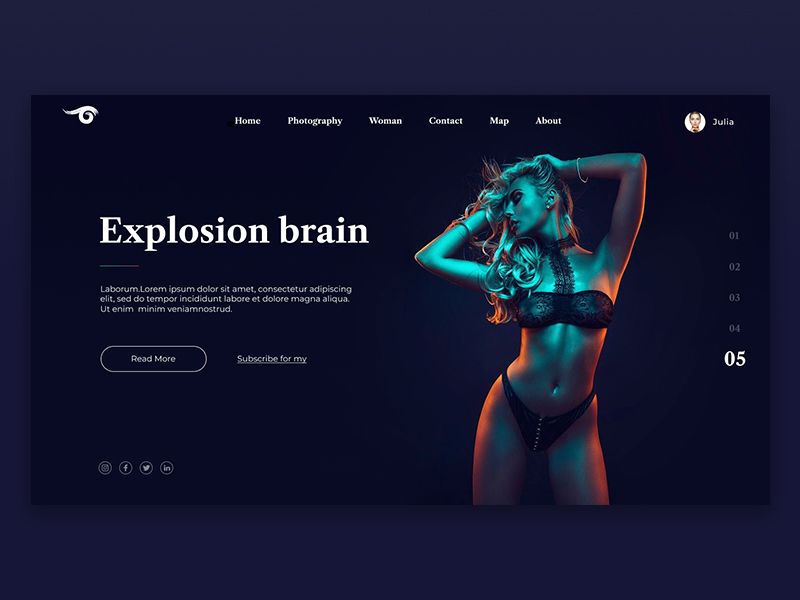 Home Photography Woman Contact Map About Julia
Explosion brain
Laborum.Lorem ipsum dolor sit amet, consectetur adipiscing
elit, sed do tempor incididunt labore et dolore magna aliqua.
Ut enim minim veniamnostrud.
Read More Subscribe for my
01
02
03
04
05